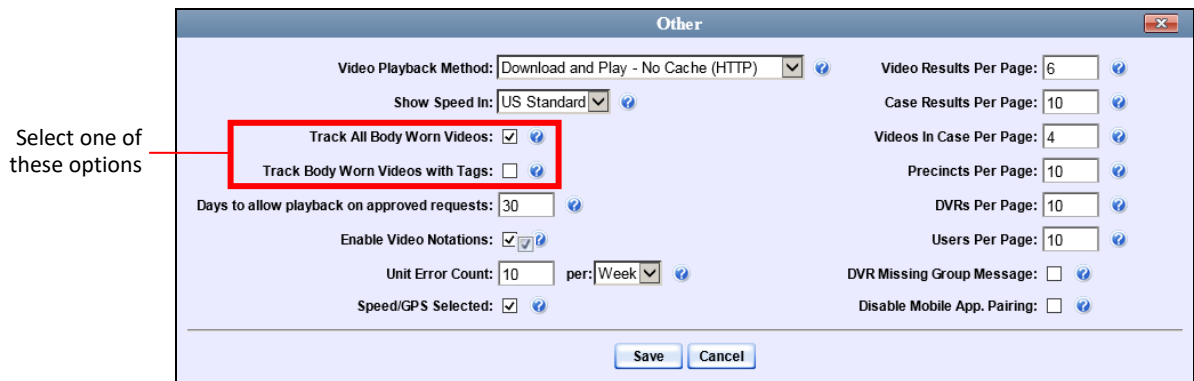 Other
Video Playback Method: Download and Play - No Cache (HTTP)
Video Results Per Page: 6
Show Speed In: US Standard
Case Results Per Page: 10
Select one of
these options
Track All Body Worn Videos:
Videos In Case Per Page: 4
Track Body Worn Videos with Tags:
Precincts Per Page: 10
Days to allow playback on approved requests: 30
DVRs Per Page: 10
Enable Video Notations:
Users Per Page: 10
Unit Error Count: 10 per: Week
DVR Missing Group Message:
Speed/GPS Selected:
Disable Mobile App. Pairing:
Save Cancel